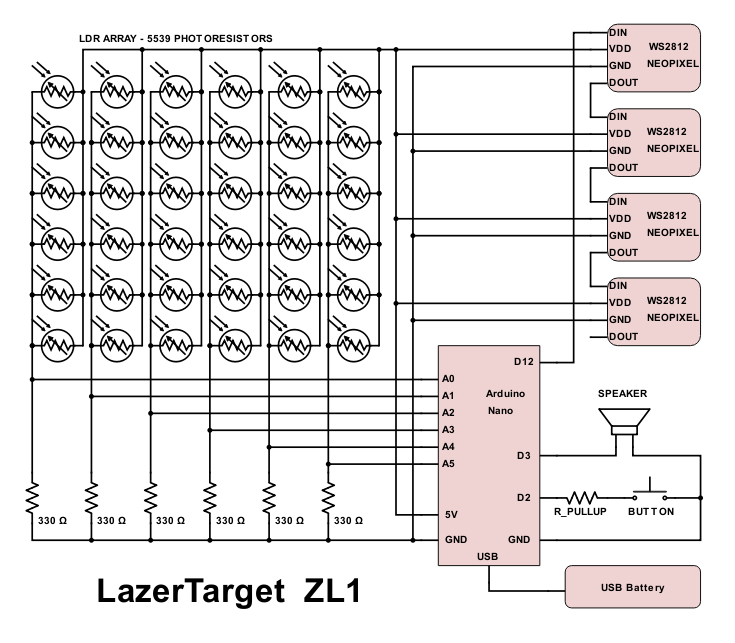 LDR ARRAY - 5539 PHOTORESISTORS
DIN
VDD
GND
DOUT
WS2812
NEOPIXEL
DIN
VDD
GND
DOUT
WS2812
NEOPIXEL
DIN
VDD
GND
DOUT
WS2812
NEOPIXEL
DIN
VDD
GND
DOUT
WS2812
NEOPIXEL
D12
A0
A1
A2
A3
A4
A5
Arduino
Nano
SPEAKER
D3
D2
R_PULLUP
BUTTON
330 Ω
330 Ω
330 Ω
330 Ω
330 Ω
330 Ω
5V
GND
GND
USB
USB Battery
LazerTarget ZL1